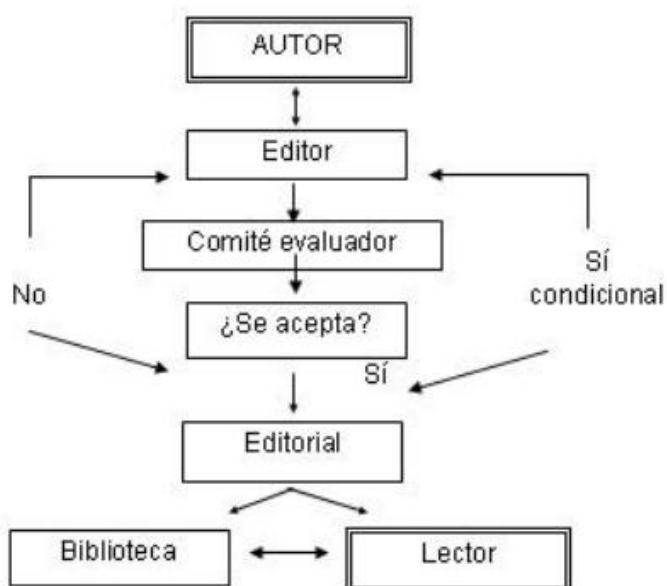 AUTOR
Editor
Comité evaluador
Sí
condicional
No
¿Se acepta?
Sí
Editorial
Biblioteca
Lector